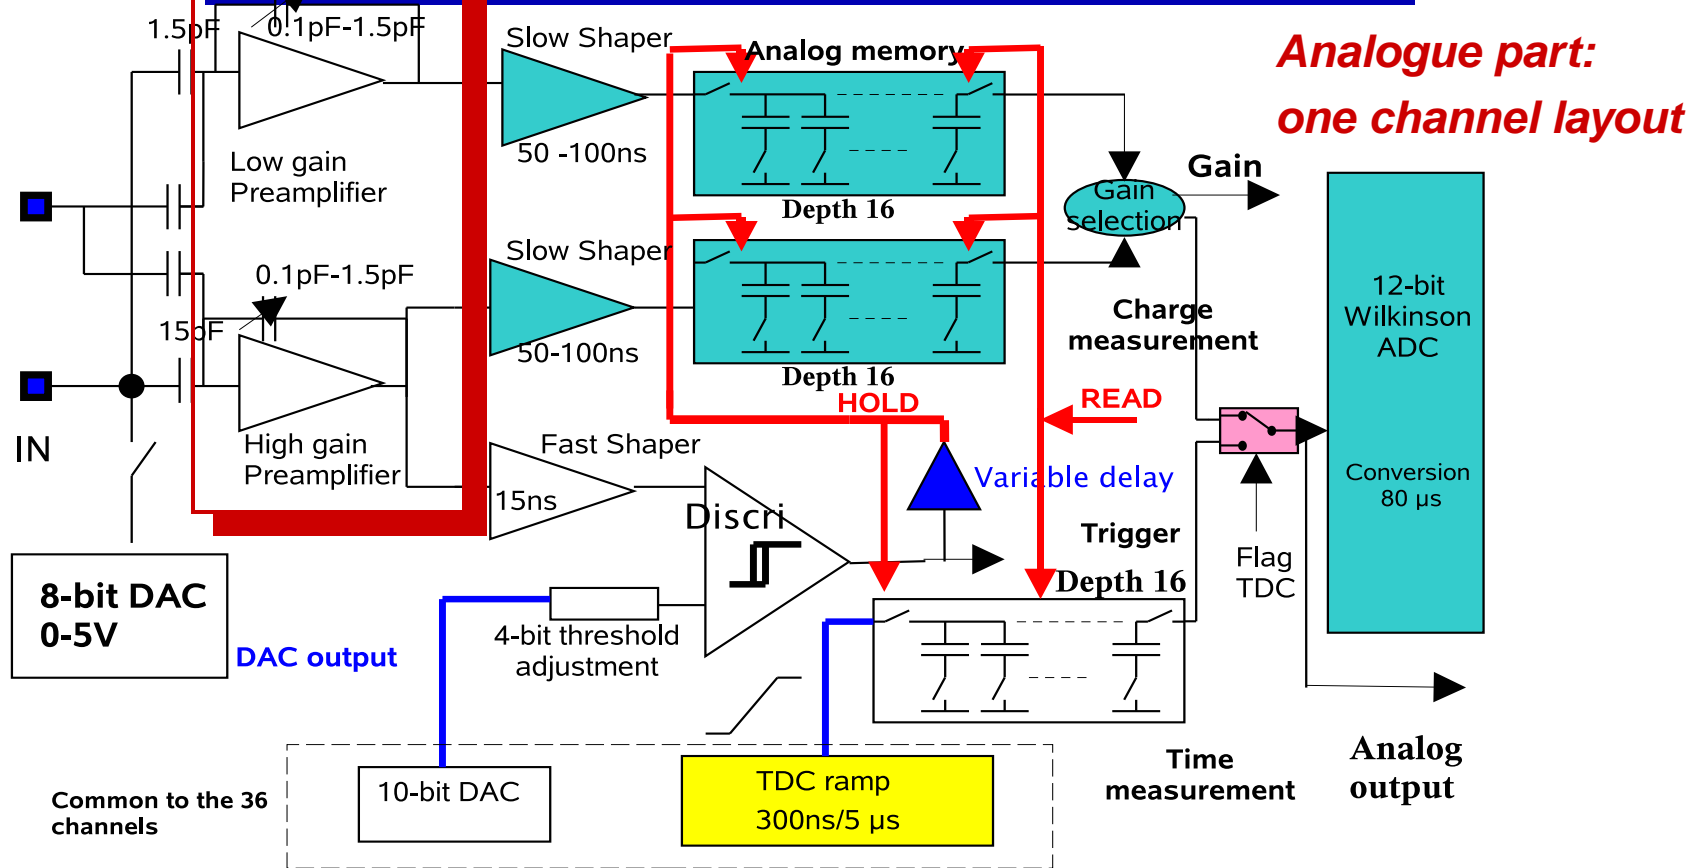 1.5pF
0.1pF-1.5pF
Slow Shaper
Analog memory
Analogue part:
one channel layout
Low gain
Preamplifier
50 -100ns
Depth 16
Gain
Gain
selection
Slow Shaper
0.1pF-1.5pF
15pF
50-100ns
Depth 16
Charge
measurement
12-bit
Wilkinson
ADC
HOLD
READ
IN
High gain
Preamplifier
Fast Shaper
15ns
Discri
Variable delay
Conversion
80 µs
Trigger
Flag
TDC
Depth 16
8-bit DAC
0-5V
DAC output
4-bit threshold
adjustment
Time
measurement
Analog
output
Common to the 36
channels
10-bit DAC
TDC ramp
300ns/5 µs